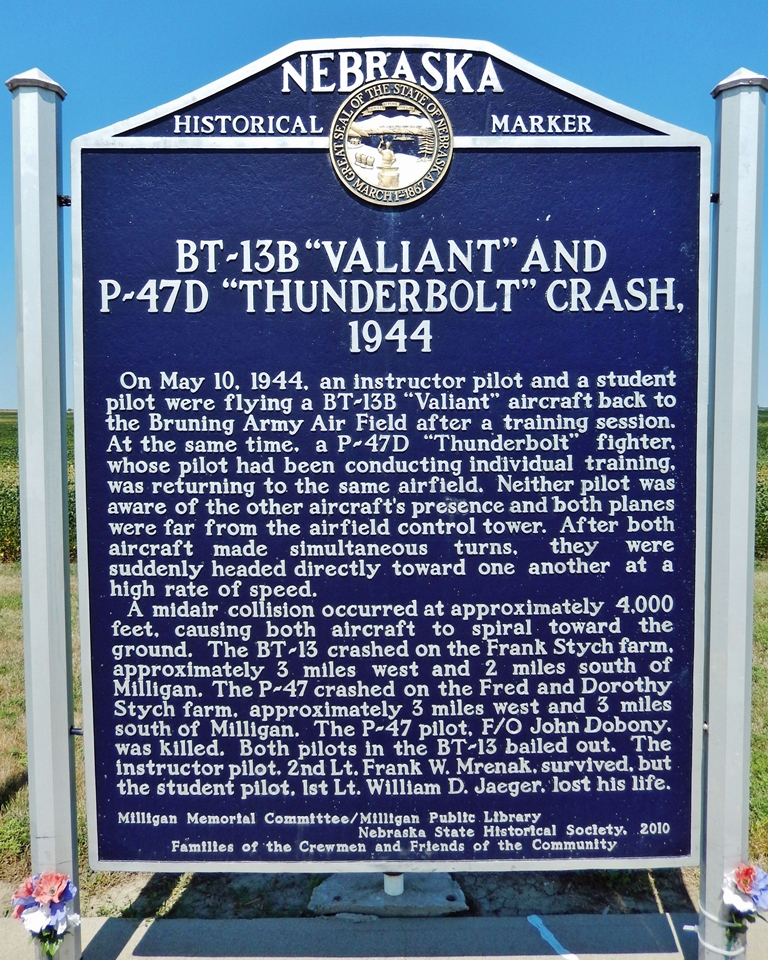 NEBRASKA
HISTORICAL MARKER
GREAT SEAL OF THE STATE OF NEBRASKA
MARCH 1ST 1867
BT-13B "VALIANT" AND
P-47D "THUNDERBOLT" CRASH,
1944
On May 10, 1944, an instructor pilot and a student
pilot were flying a BT-13B "Valiant" aircraft back to
the Bruning Army Air Field after a training session.
At the same time, a P-47D "Thunderbolt" fighter,
whose pilot had been conducting individual training,
was returning to the same airfield. Neither pilot was
aware of the other aircraft's presence and both planes
were far from the airfield control tower. After both
aircraft made simultaneous turns, they were
suddenly headed directly toward one another at a
high rate of speed.
A midair collision occurred at approximately 4,000
feet, causing both aircraft to spiral toward the
ground. The BT-13 crashed on the Frank Stych farm,
approximately 3 miles west and 2 miles south of
Milligan. The P-47 crashed on the Fred and Dorothy
Stych farm, approximately 3 miles west and 3 miles
south of Milligan. The P-47 pilot, F/O John Dobony,
was killed. Both pilots in the BT-13 bailed out. The
instructor pilot, 2nd Lt. Frank W. Mrenak, survived, but
the student pilot, 1st Lt. William D. Jaeger, lost his life.
Milligan Memorial Committee/Milligan Public Library
Nebraska State Historical Society, 2010
Families of the Crewmen and Friends of the Community